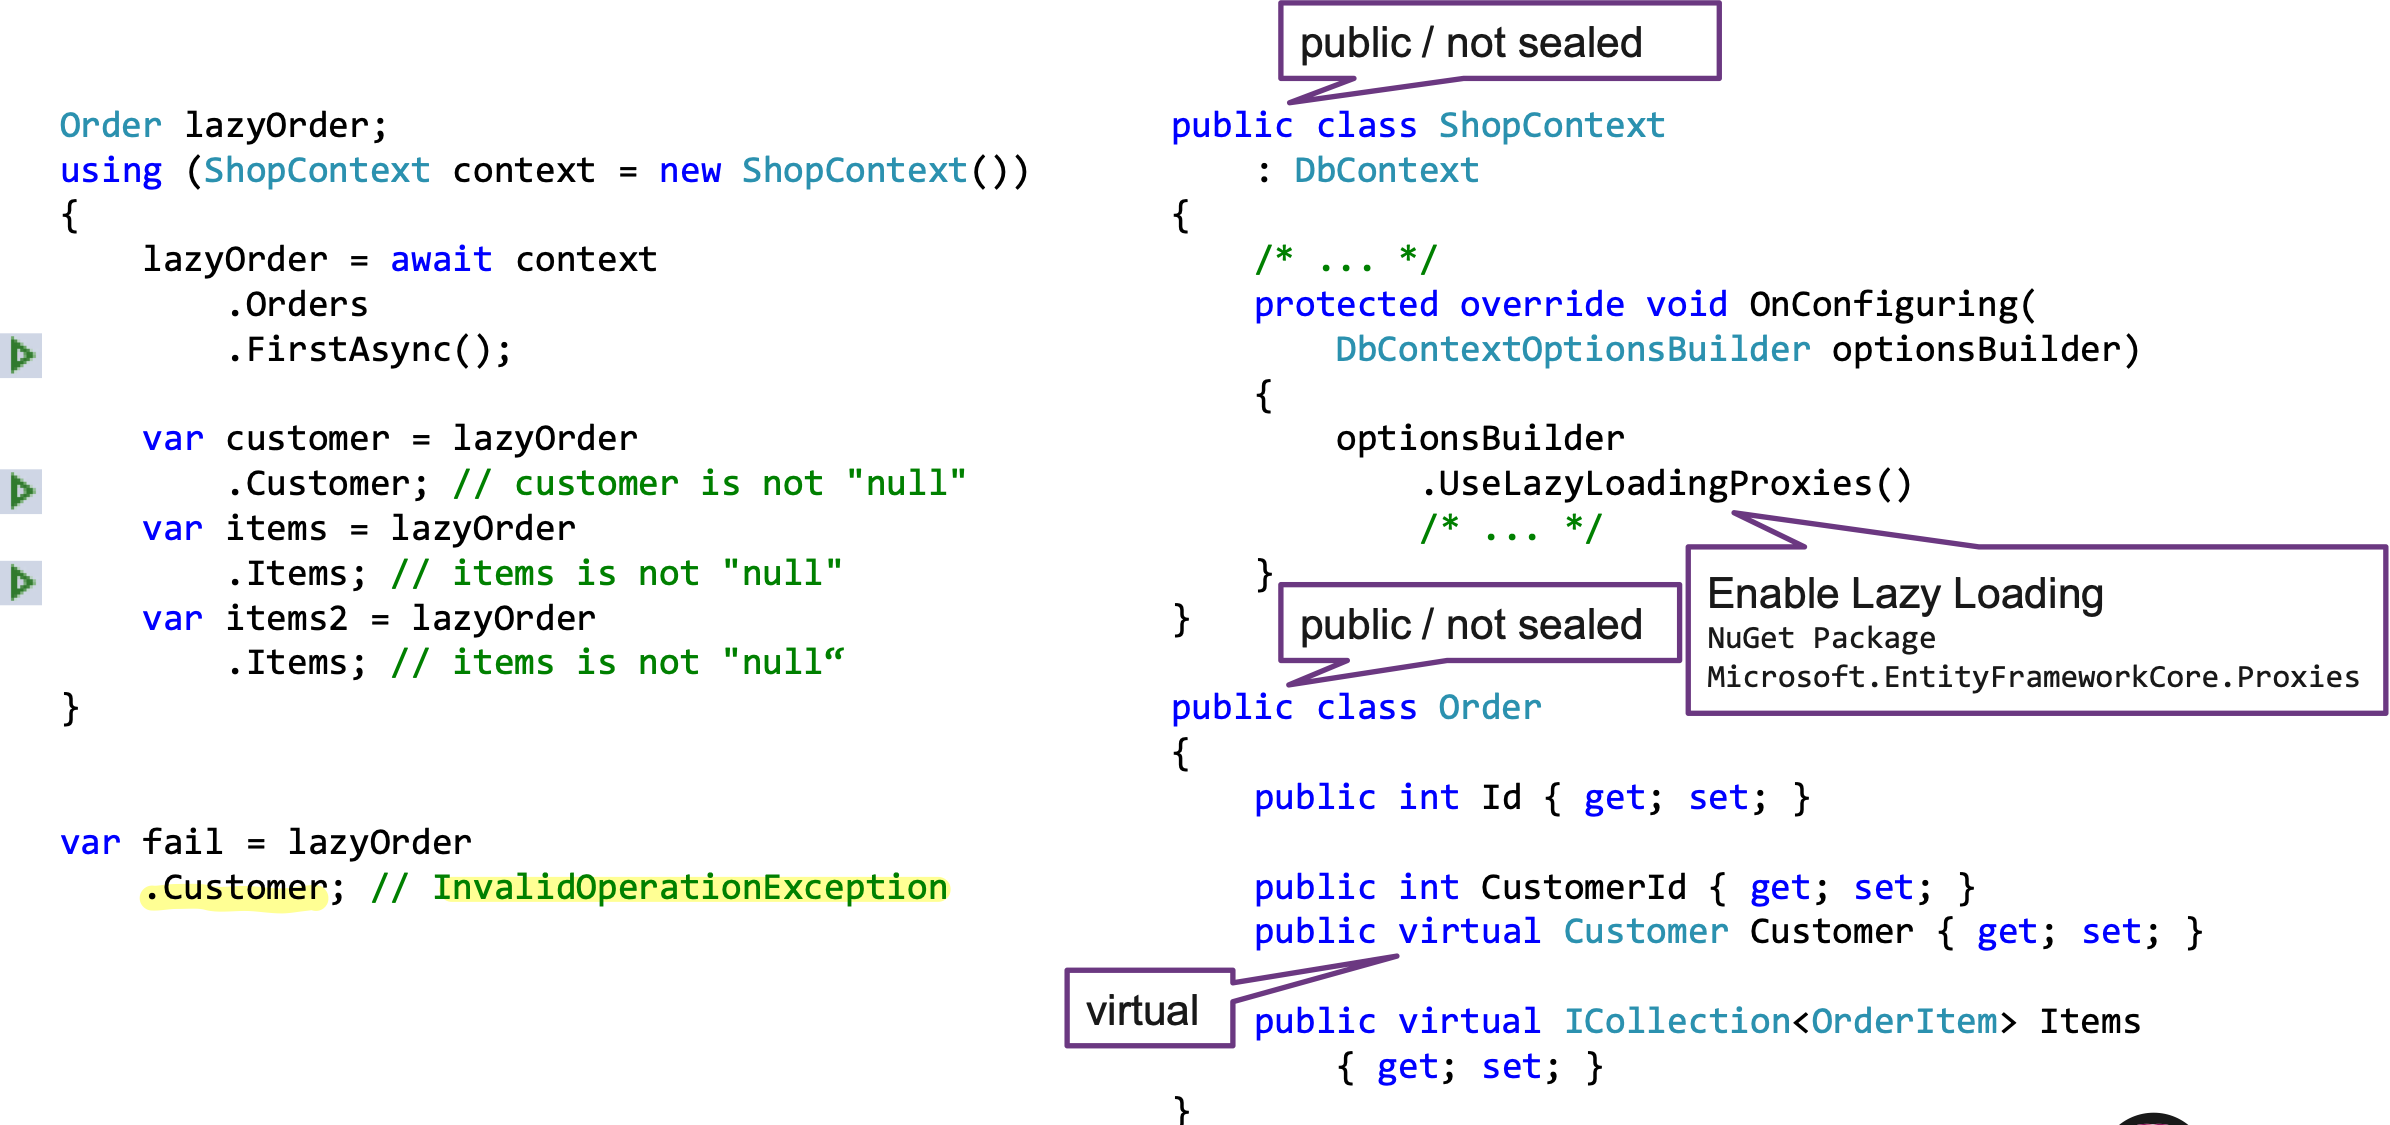 Order lazyOrder;
using (ShopContext context = new ShopContext())
{
lazyOrder = await context
.Orders
.FirstAsync();
var customer = lazyOrder
.Customer; // customer is not "null"
var items = lazyOrder
.Items; // items is not "null"
var items2 = lazyOrder
.Items; // items is not "null“
}
var fail = lazyOrder
.Customer; // InvalidOperationException
public / not sealed
public class ShopContext
: DbContext
{
/* ... */
protected override void OnConfiguring(
DbContextOptionsBuilder optionsBuilder)
{
optionsBuilder
.UseLazyLoadingProxies()
/* ... */
}
}
Enable Lazy Loading
NuGet Package
Microsoft.EntityFrameworkCore.Proxies
public / not sealed
public class Order
{
public int Id { get; set; }
public int CustomerId { get; set; }
public virtual Customer Customer { get; set; }
virtual
public virtual ICollection<OrderItem> Items
{ get; set; }
}